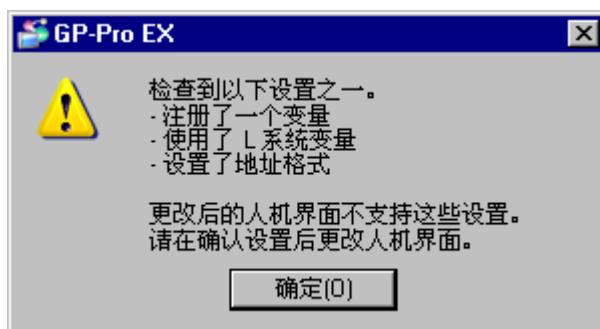 GP-Pro EX
检查到以下设置之一。
- 注册了一个变量
- 使用了 L 系统变量
- 设置了地址格式
更改后的人机界面不支持这些设置。
请在确认设置后更改人机界面。
确定(O)